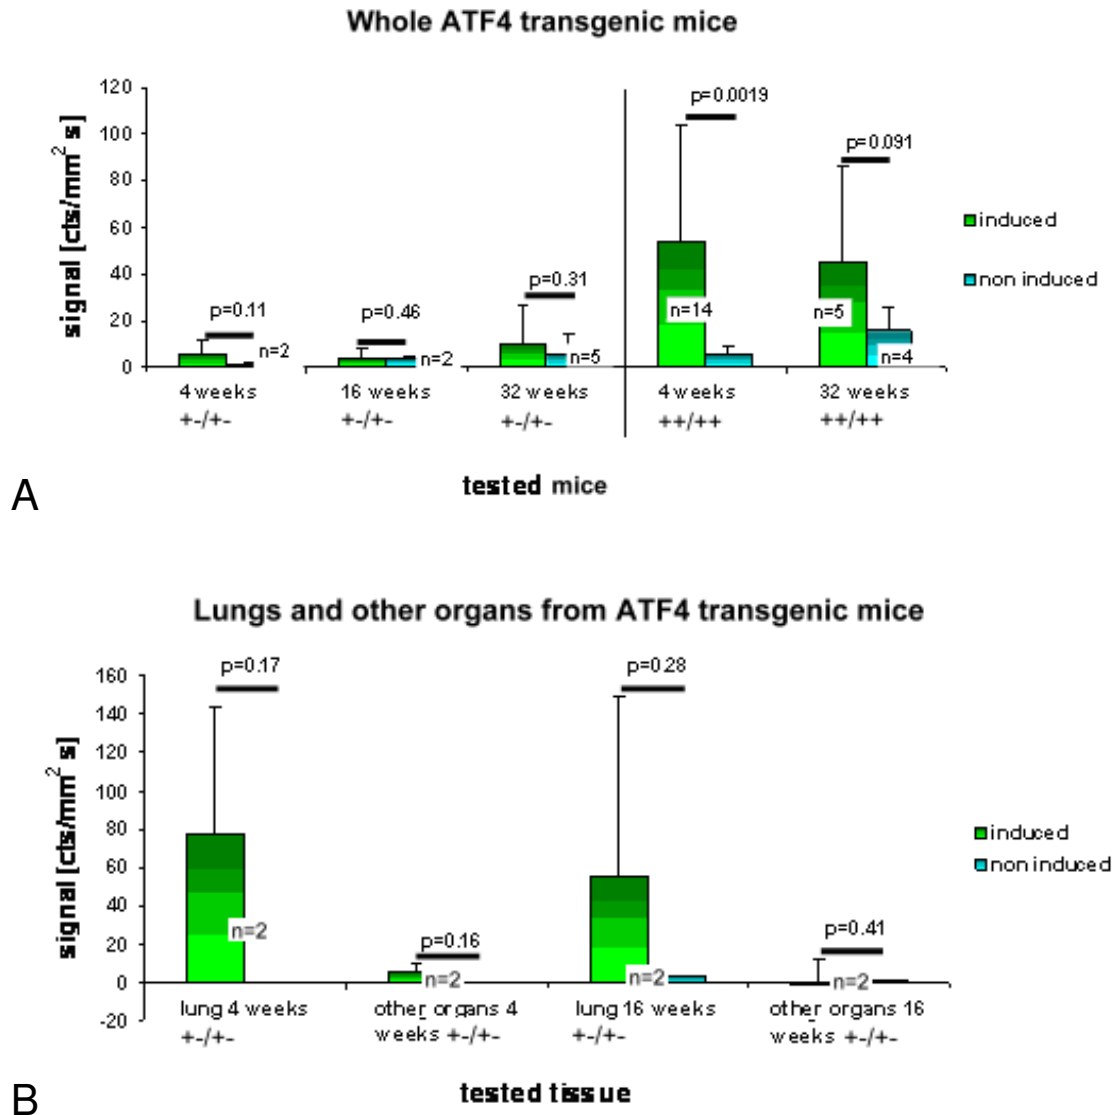 Whole ATF4 transgenic mice
signal [cts/mm² s]
120
100
80
60
40
20
0
p=0.11
n=2
p=0.46
n=2
p=0.31
n=5
p=0.0019
n=14
p=0.091
n=5
n=4
induced
non induced
4 weeks
+-/+-
16 weeks
+-/+-
32 weeks
+-/+-
4 weeks
++/++
32 weeks
++/++
tested mice
A
Lungs and other organs from ATF4 transgenic mice
signal [cts/mm² s]
160
140
120
100
80
60
40
20
0
-20
p=0.17
n=2
p=0.16
n=2
p=0.28
n=2
p=0.41
n=2
induced
non induced
lung 4 weeks
+-/+-
other organs 4
weeks +-/+-
lung 16 weeks
+-/+-
other organs 16
weeks +-/+-
tested tissue
B